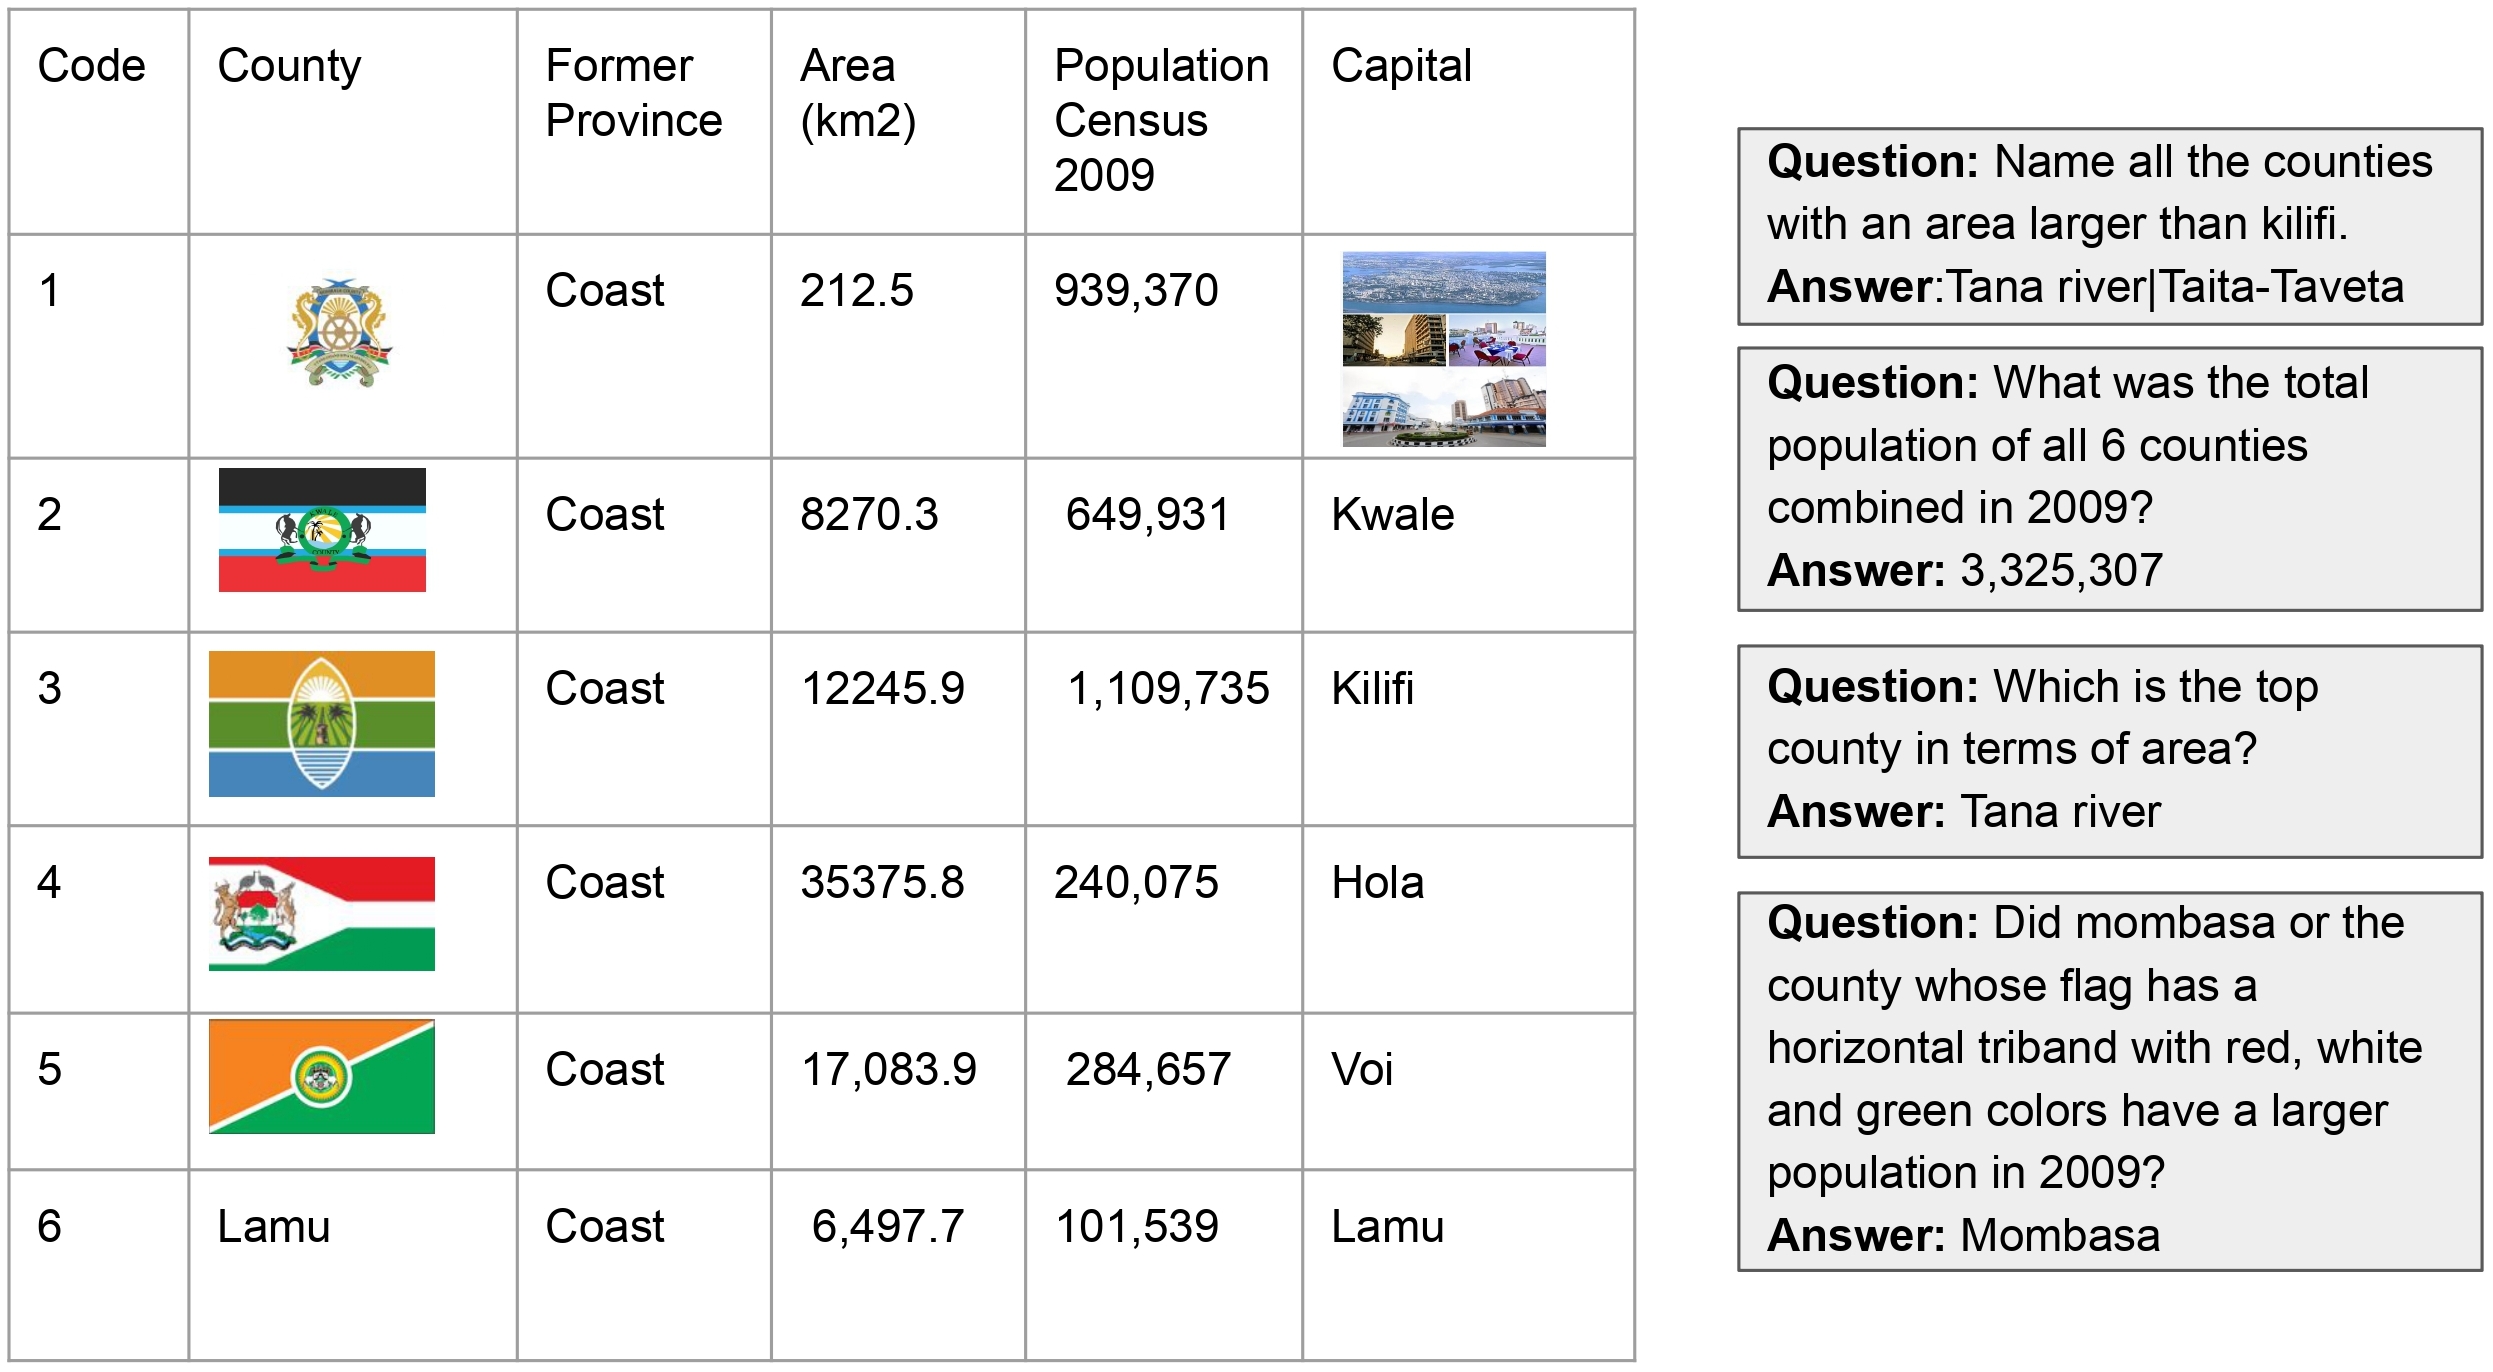 Code County Former Province Area (km2) Population Census 2009 Capital
1 Coast 212.5 939,370
2 KWALE COUNTY Coast 8270.3 649,931 Kwale
3 Coast 12245.9 1,109,735 Kilifi
4 Coast 35375.8 240,075 Hola
5 Coast 17,083.9 284,657 Voi
6 Lamu Coast 6,497.7 101,539 Lamu
Question: Name all the counties
with an area larger than kilifi.
Answer:Tana river|Taita-Taveta
Question: What was the total
population of all 6 counties
combined in 2009?
Answer: 3,325,307
Question: Which is the top
county in terms of area?
Answer: Tana river
Question: Did mombasa or the
county whose flag has a
horizontal triband with red, white
and green colors have a larger
population in 2009?
Answer: Mombasa